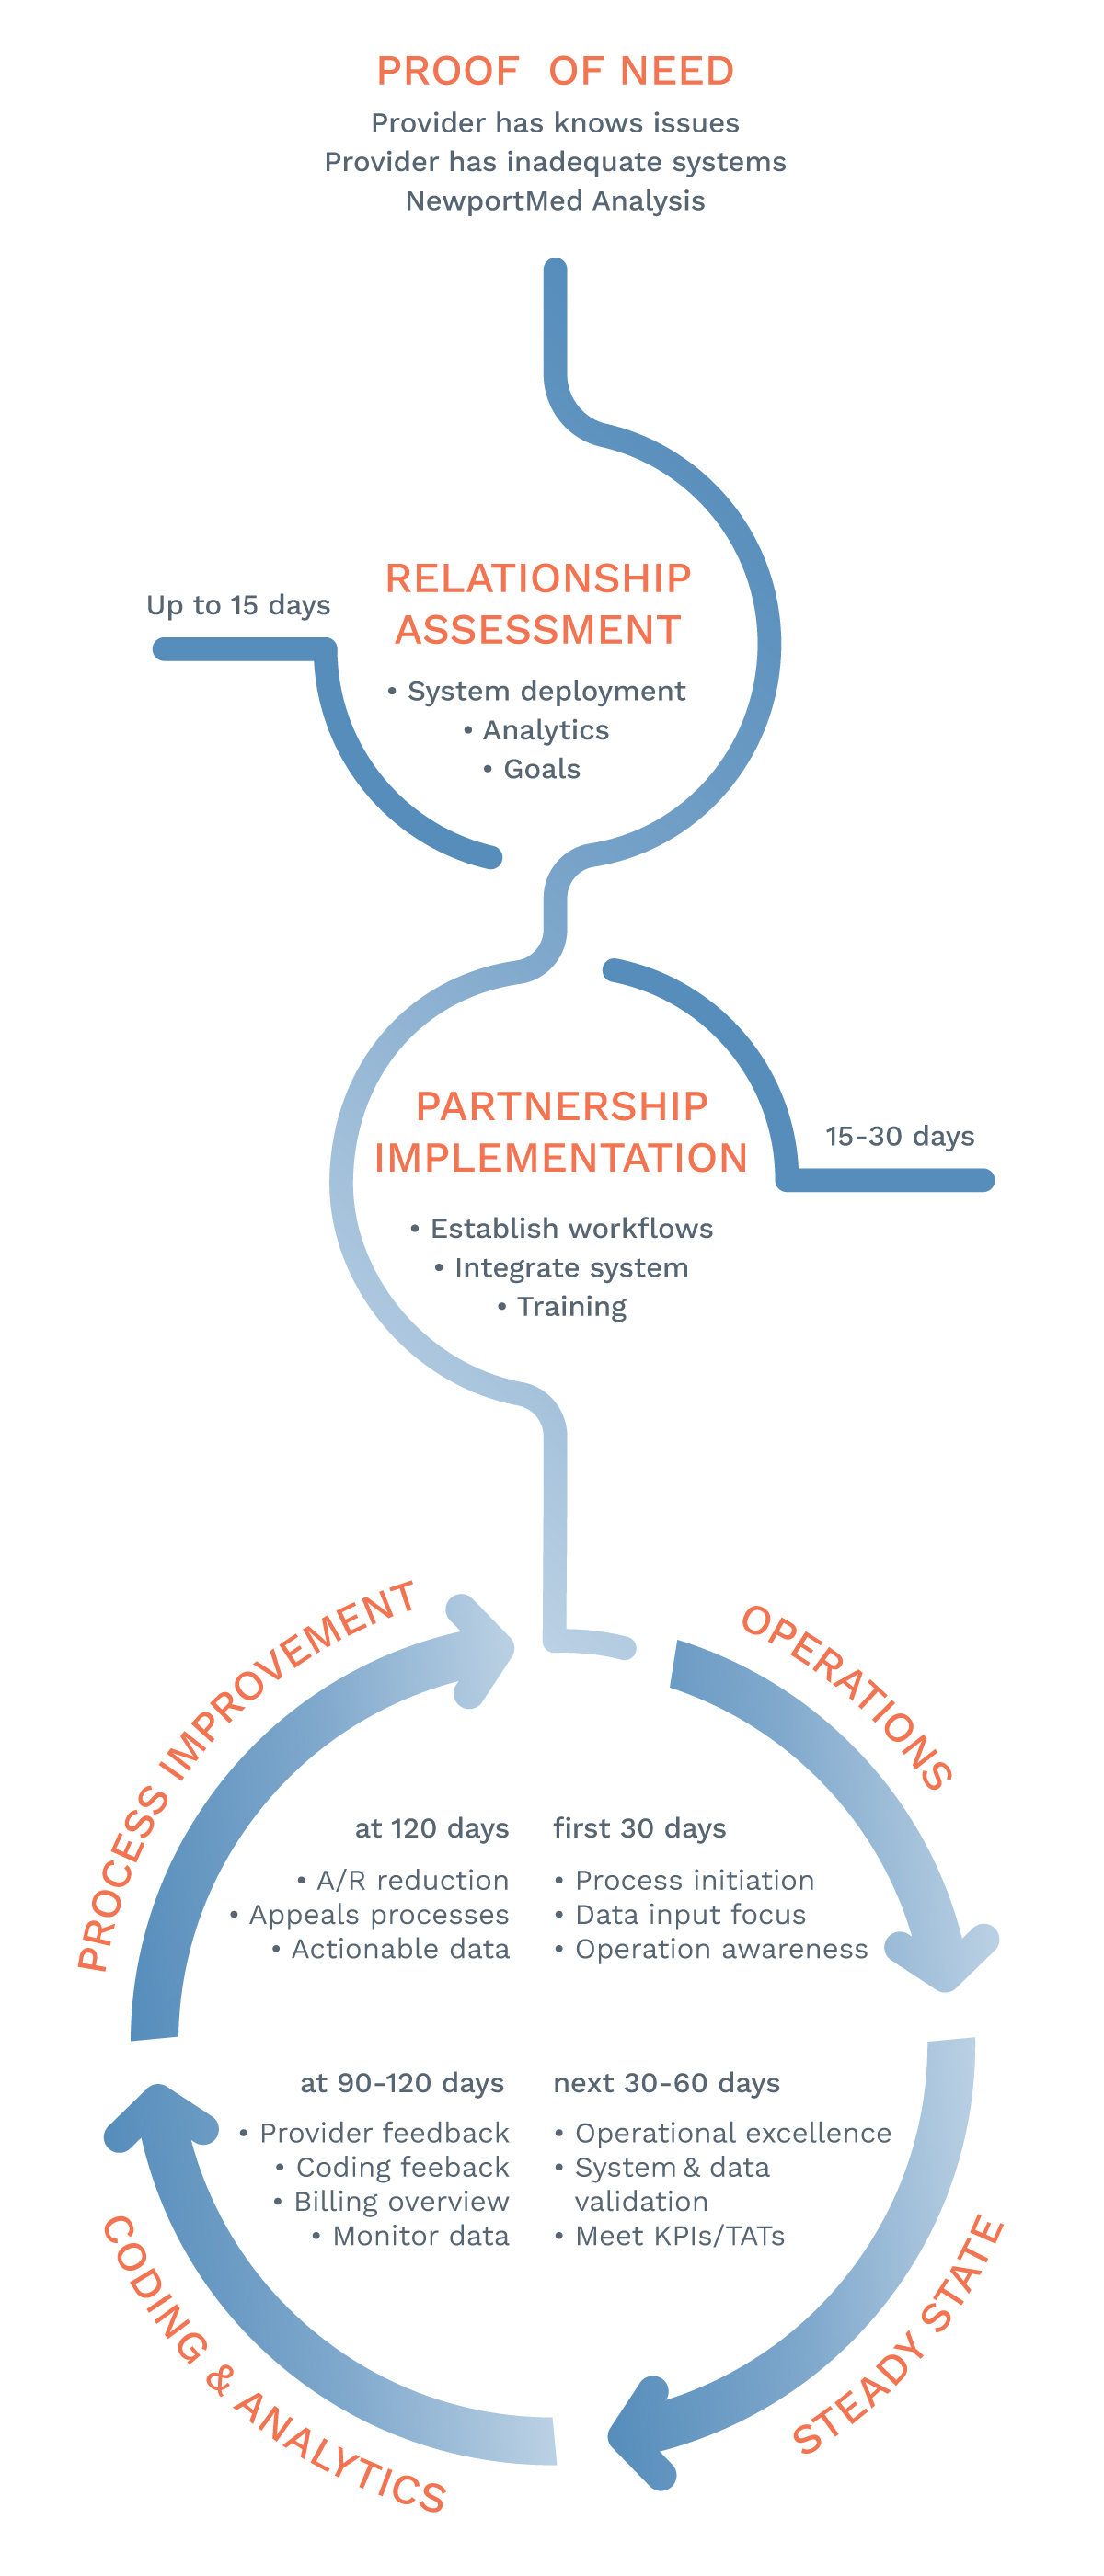 PROOF OF NEED
Provider has knows issues
Provider has inadequate systems
NewportMed Analysis
RELATIONSHIP
ASSESSMENT
Up to 15 days
• System deployment
• Analytics
• Goals
PARTNERSHIP
IMPLEMENTATION
15-30 days
• Establish workflows
• Integrate system
• Training
OPERATIONS
first 30 days
• Process initiation
• Data input focus
• Operation awareness
STEADY STATE
next 30-60 days
• Operational excellence
• System & data
validation
• Meet KPIs/TATs
CODING & ANALYTICS
at 90-120 days
• Provider feedback
• Coding feeback
• Billing overview
• Monitor data
PROCESS IMPROVEMENT
at 120 days
• A/R reduction
• Appeals processes
• Actionable data